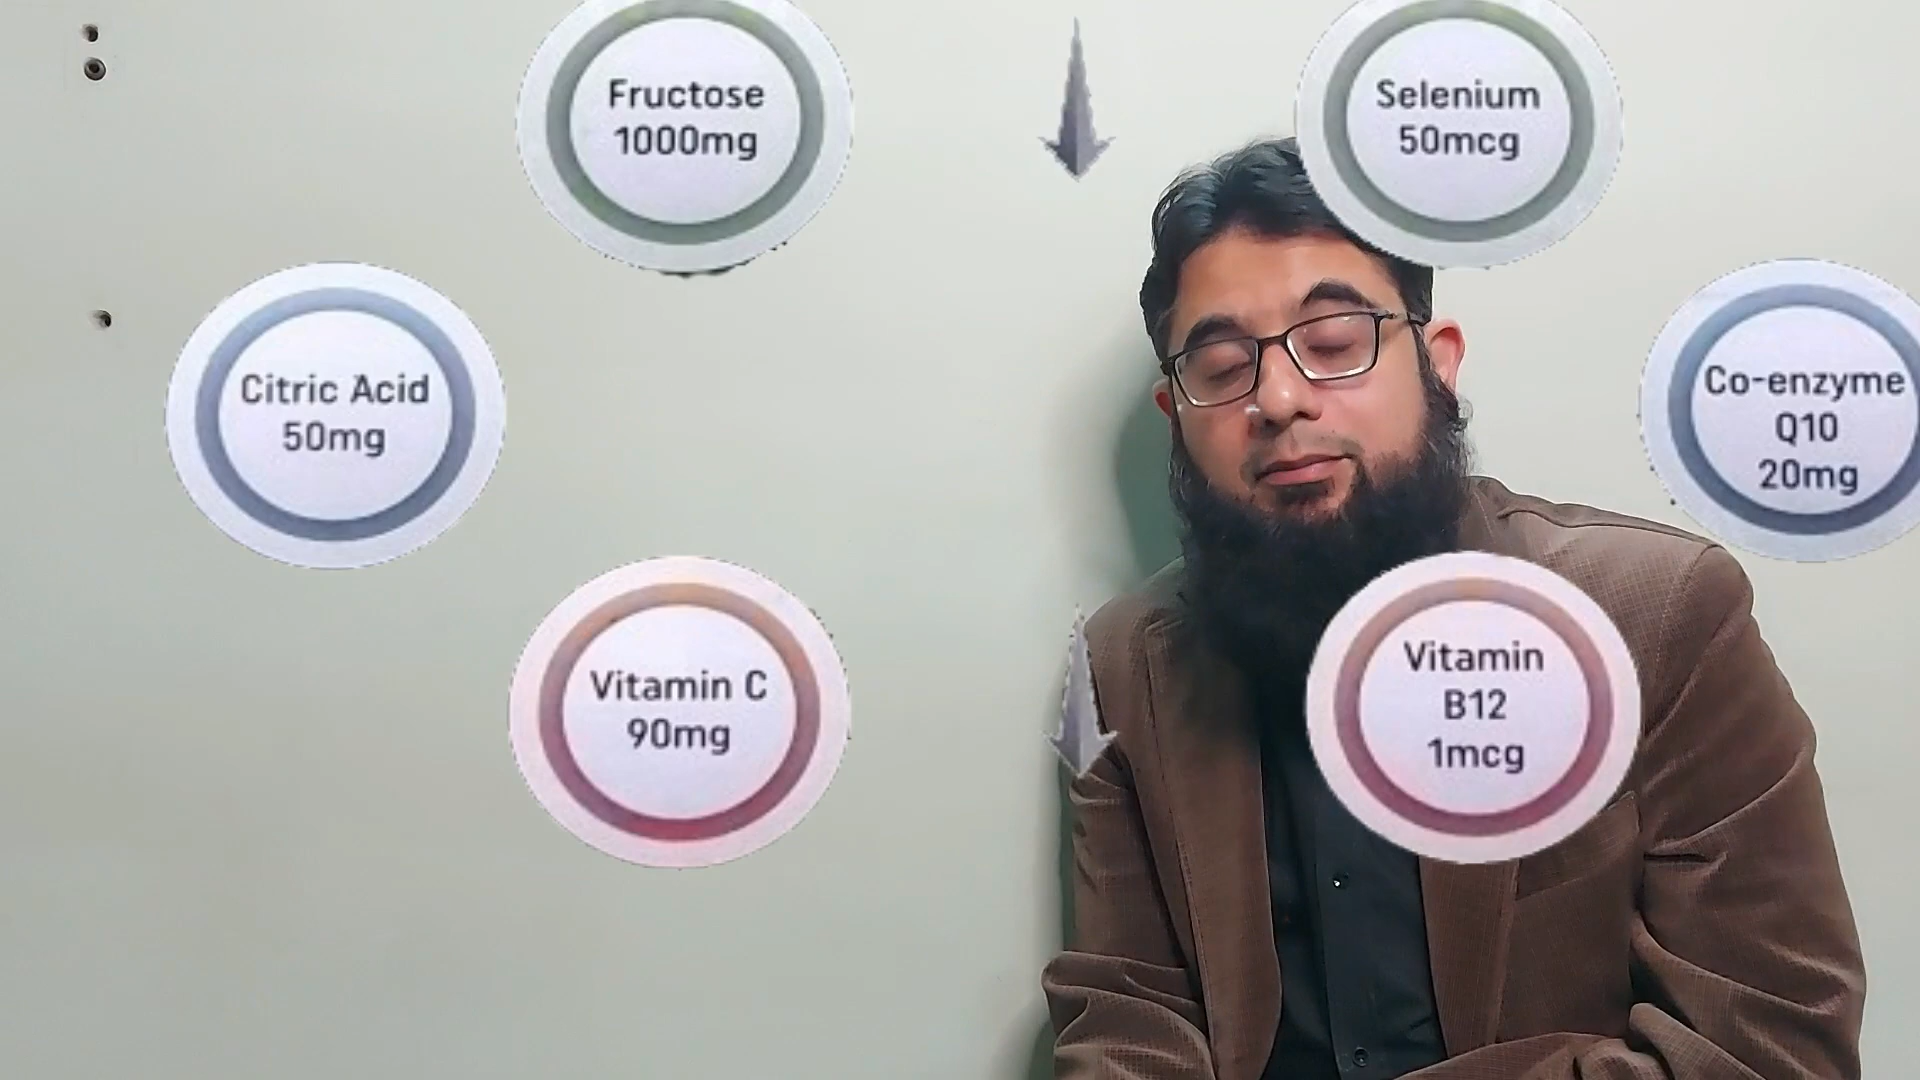 Fructose
1000mg
Selenium
50mcg
Citric Acid
50mg
Co-enzyme
Q10
20mg
Vitamin C
90mg
Vitamin
B12
1mcg